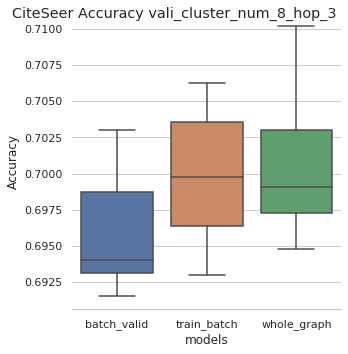 CiteSeer Accuracy vali_cluster_num_8_hop_3
0.7100
0.7075
0.7050
0.7025
0.7000
0.6975
0.6950
0.6925
Accuracy
batch_valid train_batch whole_graph
models